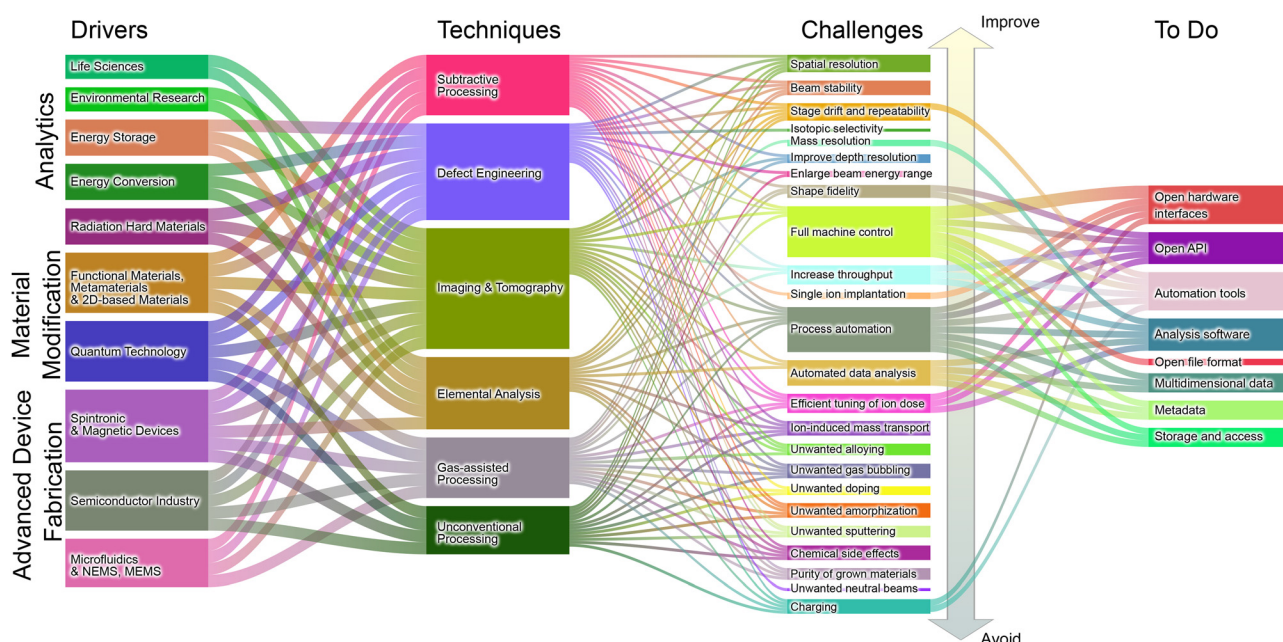 Drivers
Techniques
Challenges
Improve
To Do
Analytics
Material
Modification
Advanced Device
Fabrication
Life Sciences
Environmental Research
Energy Storage
Energy Conversion
Radiation Hard Materials
Functional Materials,
Metamaterials
& 2D-based Materials
Quantum Technology
Spintronic
& Magnetic Devices
Semiconductor Industry
Microfluidics
& NEMS, MEMS
Subtractive
Processing
Defect Engineering
Imaging & Tomography
Elemental Analysis
Gas-assisted
Processing
Unconventional
Processing
Spatial resolution
Beam stability
Stage drift and repeatability
Isotopic selectivity
Mass resolution
Improve depth resolution
Enlarge beam energy range
Shape fidelity
Full machine control
Increase throughput
Single ion implantation
Process automation
Automated data analysis
Efficient tuning of ion dose
Ion-induced mass transport
Unwanted alloying
Unwanted gas bubbling
Unwanted doping
Unwanted amorphization
Unwanted sputtering
Chemical side effects
Purity of grown materials
Unwanted neutral beams
Charging
Open hardware
interfaces
Open API
Automation tools
Analysis software
Open file format
Multidimensional data
Metadata
Storage and access
Avoid